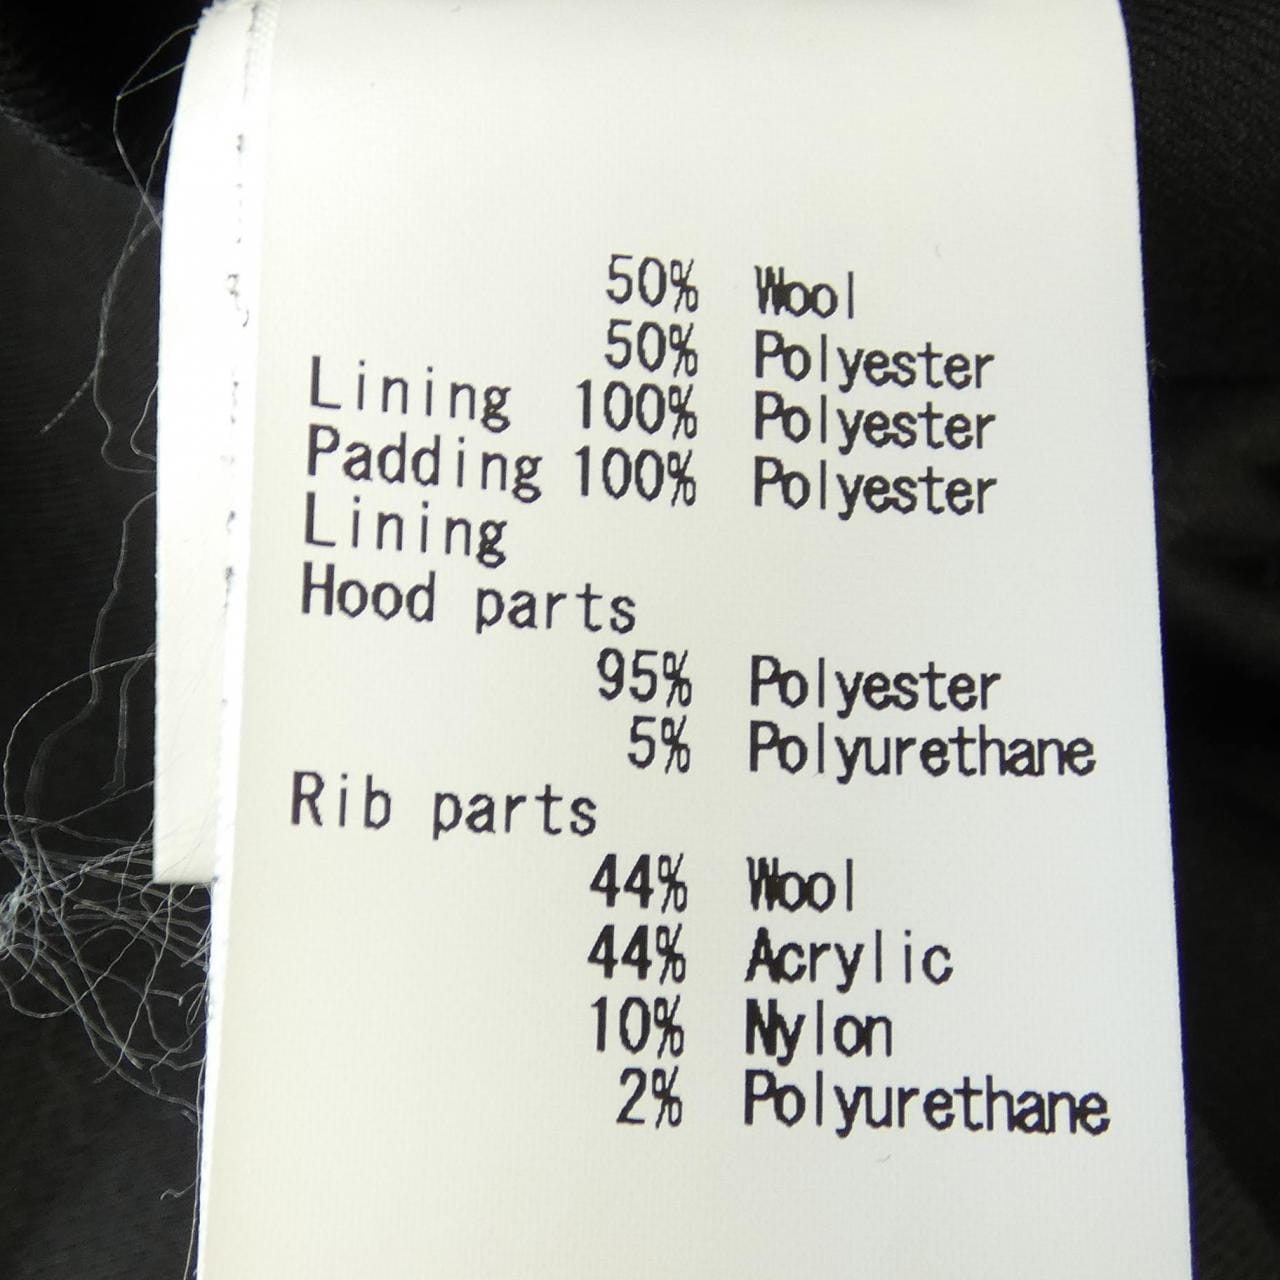 50% Wool
50% Polyester
Lining 100% Polyester
Padding 100% Polyester
Lining
Hood parts
95% Polyester
5% Polyurethane
Rib parts
44% Wool
44% Acrylic
10% Nylon
2% Polyurethane